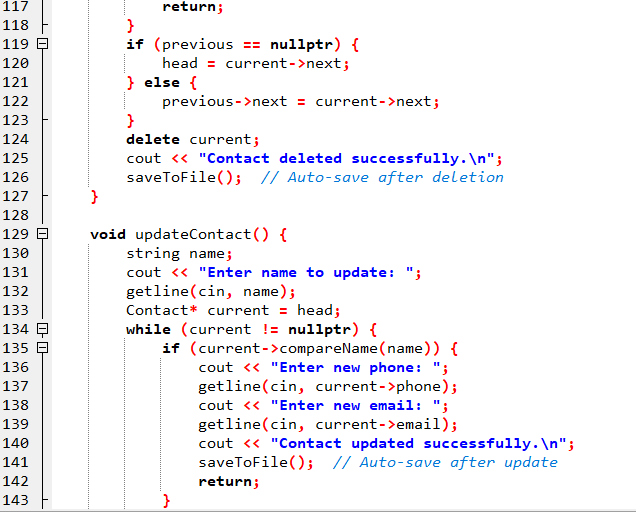 117 return;
118 }
119 if (previous == nullptr) {
120 head = current->next;
121 } else {
122 previous->next = current->next;
123 }
124 delete current;
125 cout << "Contact deleted successfully.\n";
126 saveToFile();  // Auto-save after deletion
127 }
128
129 void updateContact() {
130 string name;
131 cout << "Enter name to update: ";
132 getline(cin, name);
133 Contact* current = head;
134 while (current != nullptr) {
135 if (current->compareName(name)) {
136 cout << "Enter new phone: ";
137 getline(cin, current->phone);
138 cout << "Enter new email: ";
139 getline(cin, current->email);
140 cout << "Contact updated successfully.\n";
141 saveToFile();  // Auto-save after update
142 return;
143 }